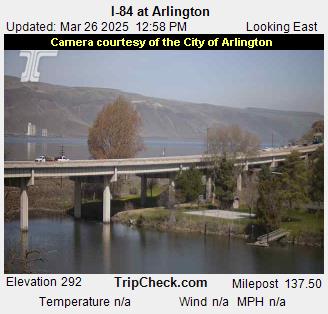 I-84 at Arlington
Updated: Mar 26 2025 12:58 PM Looking East
Camera courtesy of the City of Arlington
Elevation 292 TripCheck.com Milepost 137.50
Temperature n/a Wind n/a MPH n/a